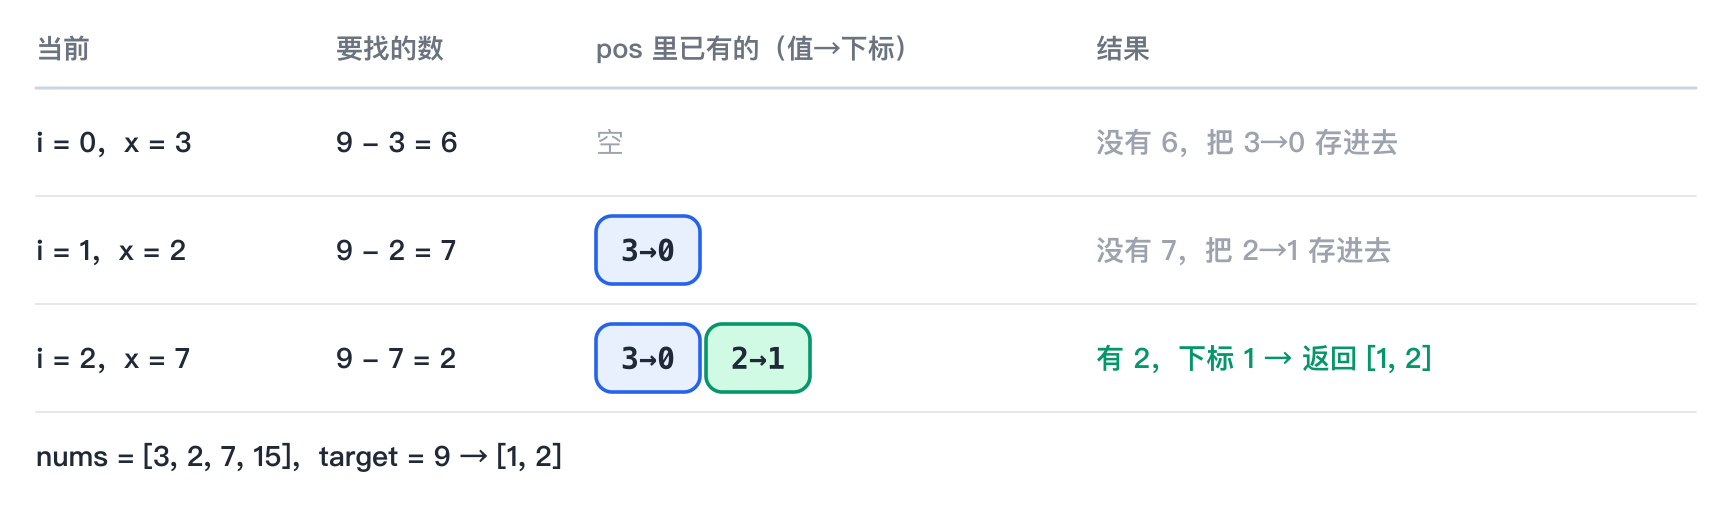 当前 要找的数 pos 里已有的（值→下标） 结果
i = 0，x = 3 9 − 3 = 6 空 没有 6，把 3→0 存进去
i = 1，x = 2 9 − 2 = 7 3→0 没有 7，把 2→1 存进去
i = 2，x = 7 9 − 7 = 2 3→0 2→1 有 2，下标 1 → 返回 [1, 2]
nums = [3, 2, 7, 15]，target = 9 → [1, 2]